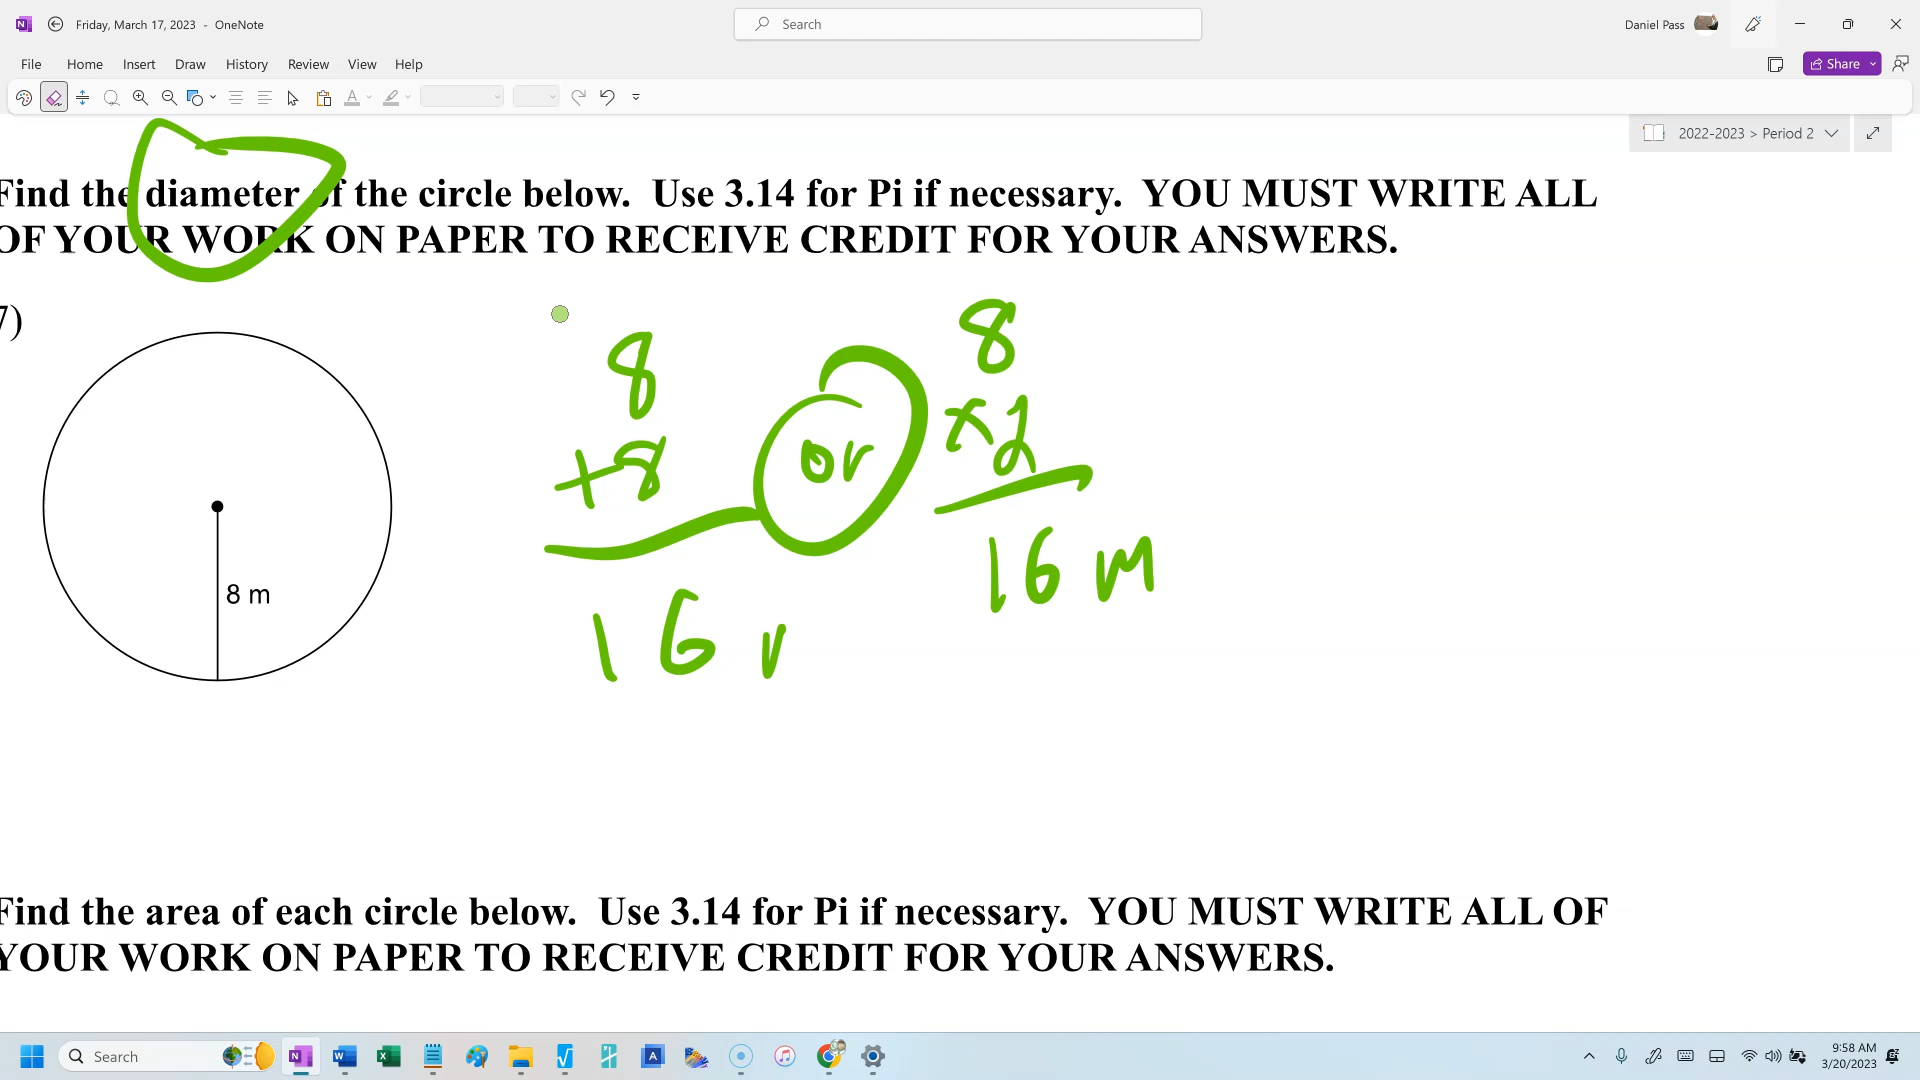 Friday, March 17, 2023 - OneNote
Search
Daniel Pass
File Home Insert Draw History Review View Help
Share
2022-2023 > Period 2
Find the diameter of the circle below. Use 3.14 for Pi if necessary. YOU MUST WRITE ALL
OF YOUR WORK ON PAPER TO RECEIVE CREDIT FOR YOUR ANSWERS.
7)
8 m
8
+8
16
or
8
x2
16 m
Find the area of each circle below. Use 3.14 for Pi if necessary. YOU MUST WRITE ALL OF
YOUR WORK ON PAPER TO RECEIVE CREDIT FOR YOUR ANSWERS.
Search
9:58 AM
3/20/2023